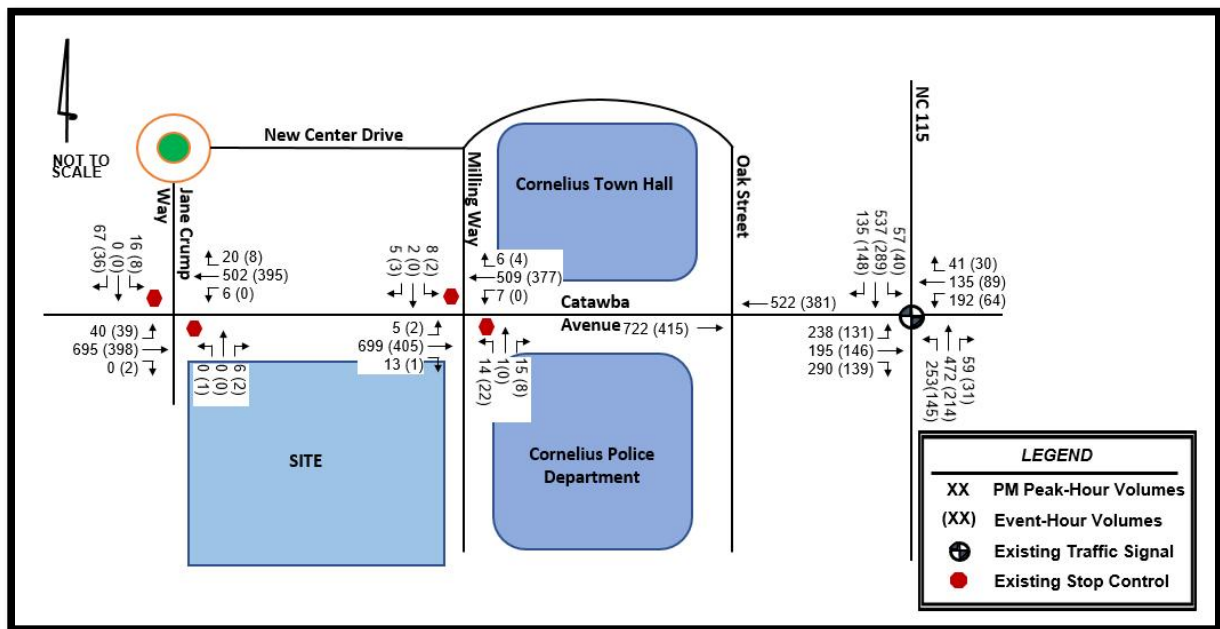 NOT TO
SCALE
New Center Drive
Jane Crump
Way
Milling Way
Cornelius Town Hall
Oak Street
NC 115
67 (36)
0 (0)
16 (8)
20 (8)
502 (395)
6 (0)
5 (3)
2 (0)
8 (2)
6 (4)
509 (377)
7 (0)
135 (148)
537 (289)
57 (40)
41 (30)
135 (89)
192 (64)
Catawba
Avenue
522 (381)
722 (415)
40 (39)
695 (398)
0 (2)
0 (1)
0 (0)
6 (2)
5 (2)
699 (405)
13 (1)
14 (22)
1(0)
15 (8)
238 (131)
195 (146)
290 (139)
253(145)
472 (214)
59 (31)
SITE
Cornelius Police
Department
LEGEND
XX PM Peak-Hour Volumes
(XX) Event-Hour Volumes
Existing Traffic Signal
Existing Stop Control